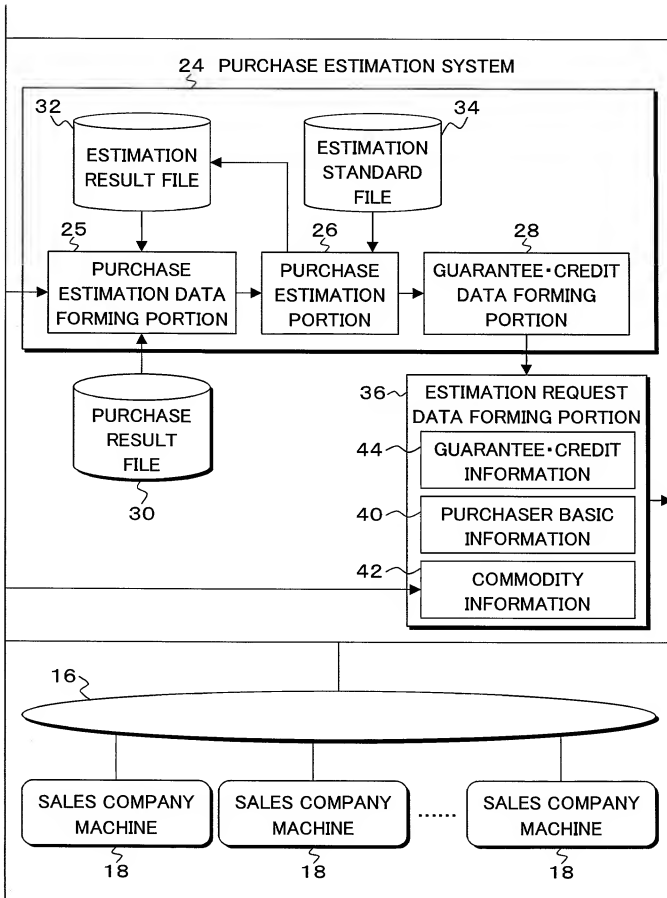 24 PURCHASE ESTIMATION SYSTEM
32
ESTIMATION
RESULT FILE
34
ESTIMATION
STANDARD
FILE
25
PURCHASE
ESTIMATION DATA
FORMING PORTION
26
PURCHASE
ESTIMATION
PORTION
28
GUARANTEE・CREDIT
DATA FORMING
PORTION
PURCHASE
RESULT
FILE
30
36
ESTIMATION REQUEST
DATA FORMING PORTION
44
GUARANTEE・CREDIT
INFORMATION
40
PURCHASER BASIC
INFORMATION
42
COMMODITY
INFORMATION
16
SALES COMPANY
MACHINE
18
SALES COMPANY
MACHINE
18
......
SALES COMPANY
MACHINE
18